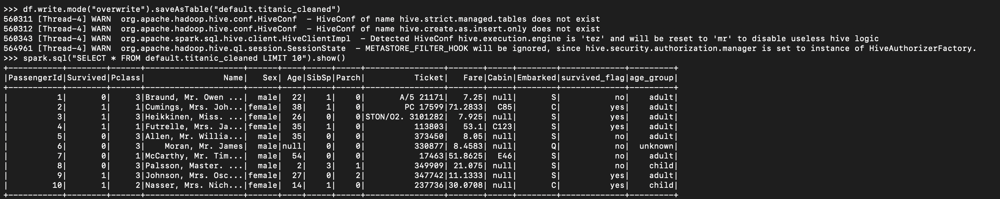 >>> df.write.mode("overwrite").saveAsTable("default.titanic_cleaned")
560311 [Thread-4] WARN  org.apache.hadoop.hive.conf.HiveConf  - HiveConf of name hive.strict.managed.tables does not exist
560312 [Thread-4] WARN  org.apache.hadoop.hive.conf.HiveConf  - HiveConf of name hive.create.as.insert.only does not exist
560343 [Thread-4] WARN  org.apache.spark.sql.hive.client.HiveClientImpl  - Detected HiveConf hive.execution.engine is 'tez' and will be reset to 'mr' to disable useless hive logic
564961 [Thread-4] WARN  org.apache.hadoop.hive.ql.session.SessionState  - METASTORE_FILTER_HOOK will be ignored, since hive.security.authorization.manager is set to instance of HiveAuthorizerFactory.
>>> spark.sql("SELECT * FROM default.titanic_cleaned LIMIT 10").show()
+-----------+--------+------+--------------------+------+----+-----+-----+----------------+-------+-----+--------+-------------+---------+
|PassengerId|Survived|Pclass|                Name|   Sex| Age|SibSp|Parch|          Ticket|   Fare|Cabin|Embarked|survived_flag|age_group|
+-----------+--------+------+--------------------+------+----+-----+-----+----------------+-------+-----+--------+-------------+---------+
|          1|       0|     3|Braund, Mr. Owen ...|  male|  22|    1|    0|       A/5 21171|   7.25| null|       S|           no|    adult|
|          2|       1|     1|Cumings, Mrs. Joh...|female|  38|    1|    0|        PC 17599|71.2833|  C85|       C|          yes|    adult|
|          3|       1|     3|Heikkinen, Miss. ...|female|  26|    0|    0|STON/O2. 3101282|  7.925| null|       S|          yes|    adult|
|          4|       1|     1|Futrelle, Mrs. Ja...|female|  35|    1|    0|          113803|   53.1| C123|       S|          yes|    adult|
|          5|       0|     3|Allen, Mr. Willia...|  male|  35|    0|    0|          373450|   8.05| null|       S|           no|    adult|
|          6|       0|     3|    Moran, Mr. James|  male|null|    0|    0|          330877| 8.4583| null|       Q|           no|  unknown|
|          7|       0|     1|McCarthy, Mr. Tim...|  male|  54|    0|    0|           17463|51.8625|  E46|       S|           no|    adult|
|          8|       0|     3|Palsson, Master. ...|  male|   2|    3|    1|          349909| 21.075| null|       S|           no|    child|
|          9|       1|     3|Johnson, Mrs. Osc...|female|  27|    0|    2|          347742|11.1333| null|       S|          yes|    adult|
|         10|       1|     2|Nasser, Mrs. Nich...|female|  14|    1|    0|          237736|30.0708| null|       C|          yes|    child|
+-----------+--------+------+--------------------+------+----+-----+-----+----------------+-------+-----+--------+-------------+---------+